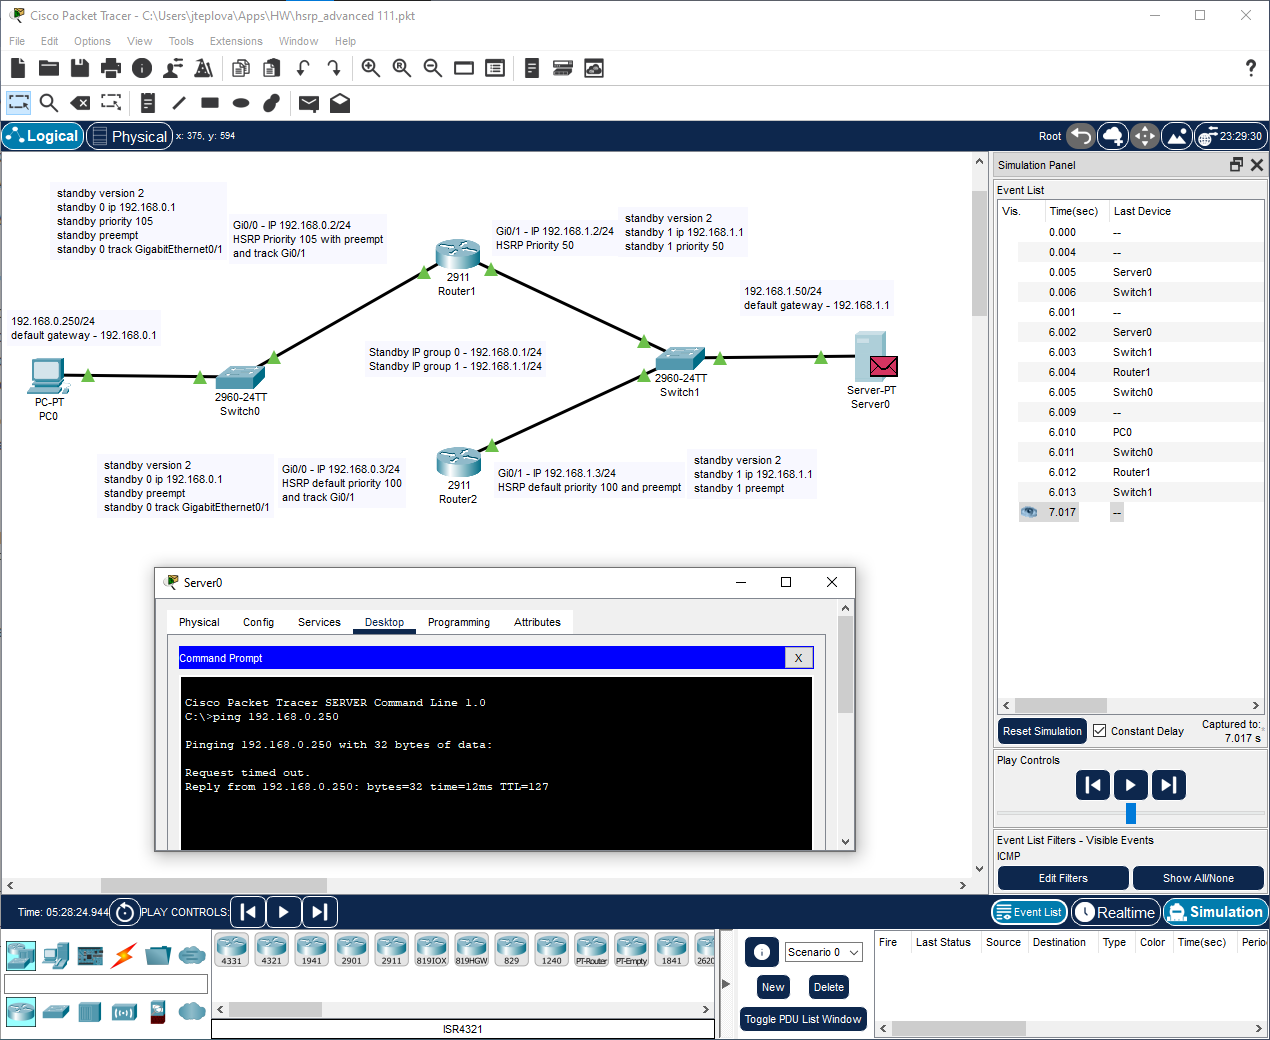 Cisco Packet Tracer - C:\Users\jteplova\Apps\HW\hsrp_advanced 111.pkt
File Edit Options View Tools Extensions Window Help
Logical Physical x: 375, y: 594 Root 23:29:30
standby version 2
standby 0 ip 192.168.0.1
standby priority 105
standby preempt
standby 0 track GigabitEthernet0/1
Gi0/0 - IP 192.168.0.2/24
HSRP Priority 105 with preempt
and track Gi0/1
2911
Router1
Gi0/1 - IP 192.168.1.2/24
HSRP Priority 50
standby version 2
standby 1 ip 192.168.1.1
standby 1 priority 50
192.168.1.50/24
default gateway - 192.168.1.1
192.168.0.250/24
default gateway - 192.168.0.1
Standby IP group 0 - 192.168.0.1/24
Standby IP group 1 - 192.168.1.1/24
PC-PT
PC0
2960-24TT
Switch0
2960-24TT
Switch1
Server-PT
Server0
standby version 2
standby 0 ip 192.168.0.1
standby preempt
standby 0 track GigabitEthernet0/1
Gi0/0 - IP 192.168.0.3/24
HSRP default priority 100
and track Gi0/1
2911
Router2
Gi0/1 - IP 192.168.1.3/24
HSRP default priority 100 and preempt
standby version 2
standby 1 ip 192.168.1.1
standby 1 preempt
Server0
Physical Config Services Desktop Programming Attributes
Command Prompt X
Cisco Packet Tracer SERVER Command Line 1.0
C:\>ping 192.168.0.250
Pinging 192.168.0.250 with 32 bytes of data:
Request timed out.
Reply from 192.168.0.250: bytes=32 time=12ms TTL=127
Simulation Panel
Event List
Vis. Time(sec) Last Device
0.000 --
0.004 --
0.005 Server0
0.006 Switch1
6.001 --
6.002 Server0
6.003 Switch1
6.004 Router1
6.005 Switch0
6.009 --
6.010 PC0
6.011 Switch0
6.012 Router1
6.013 Switch1
7.017 --
Reset Simulation Constant Delay Captured to:
7.017 s
Play Controls
Event List Filters - Visible Events
ICMP
Edit Filters Show All/None
Time: 05:28:24.944 PLAY CONTROLS: Event List Realtime Simulation
4331 4321 1941 2901 2911 819IOX 819HGW 829 1240 PT-Router PT-Empty 1841 2620
ISR4321
Scenario 0
New Delete
Toggle PDU List Window
Fire Last Status Source Destination Type Color Time(sec) Perio